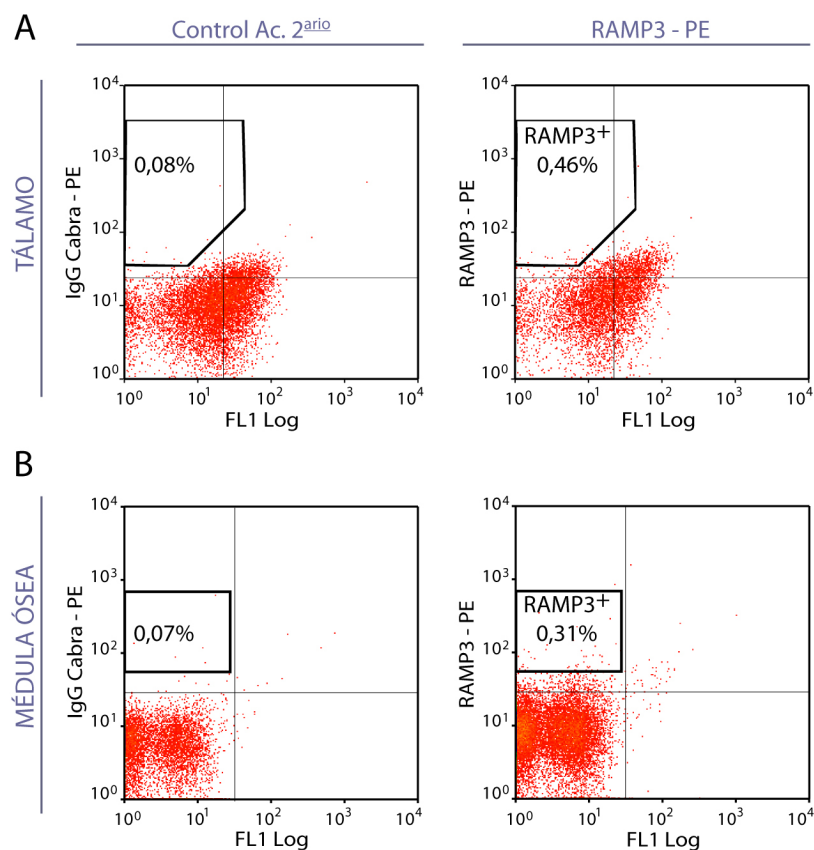 A
Control Ac. 2ario
RAMP3 - PE
TÁLAMO
IgG Cabra - PE
10⁴
10³
10²
10¹
10⁰
0,08%
10⁰ 10¹ 10² 10³ 10⁴
FL1 Log
RAMP3 - PE
10⁴
10³
10²
10¹
10⁰
RAMP3+
0,46%
10⁰ 10¹ 10² 10³ 10⁴
FL1 Log
B
MÉDULA ÓSEA
IgG Cabra - PE
10⁴
10³
10²
10¹
10⁰
0,07%
10⁰ 10¹ 10² 10³ 10⁴
FL1 Log
RAMP3 - PE
10⁴
10³
10²
10¹
10⁰
RAMP3+
0,31%
10⁰ 10¹ 10² 10³ 10⁴
FL1 Log